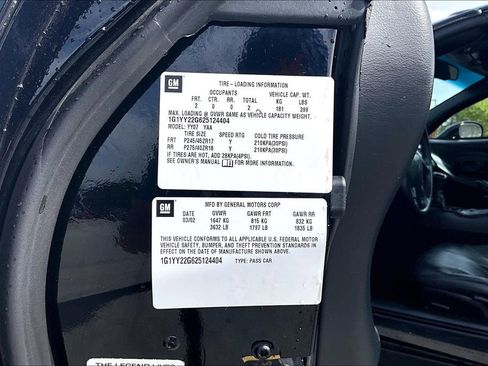 GM
TIRE-LOADING INFORMATION
OCCUPANTS VEHICLE CAP. WT.
FRT. CTR. RR. TOTAL KG LBS
2 0 0 2 181 399
MAX. LOADING @ GVWR SAME AS VEHICLE CAPACITY WEIGHT.
1G1YY22G625124404
MODEL: YY07 YAA
TIRE SIZE SPEED RTG COLD TIRE PRESSURE
FRT P245/45ZR17 Y 210KPA(30PSI)
RR P275/40ZR18 Y 210KPA(30PSI)
IF TIRES ARE HOT, ADD 28KPA(4PSI).
SEE OWNER'S MANUAL FOR MORE INFORMATION.
GM
MFD BY GENERAL MOTORS CORP
DATE GVWR GAWR FRT GAWR RR
03/02 1647 KG 815 KG 832 KG
3632 LB 1797 LB 1835 LB
THIS VEHICLE CONFORMS TO ALL APPLICABLE U.S. FEDERAL MOTOR
VEHICLE SAFETY, BUMPER, AND THEFT PREVENTION STANDARDS
IN EFFECT ON THE DATE OF MANUFACTURE SHOWN ABOVE.
1G1YY22G625124404 TYPE: PASS CAR
THE LEGEND LIVES